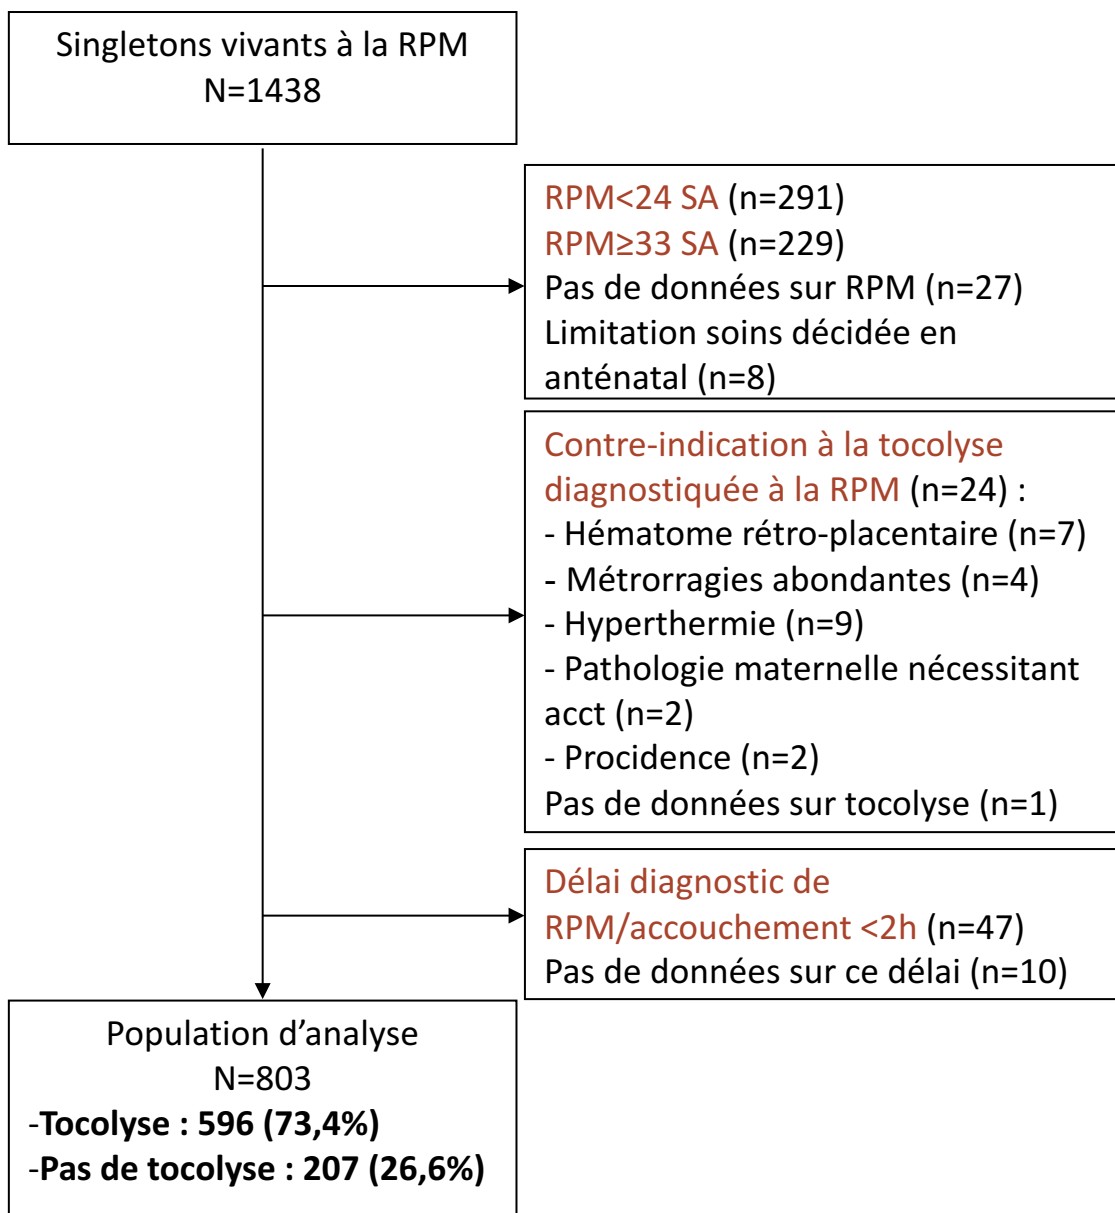 Singletons vivants à la RPM
N=1438
RPM<24 SA (n=291)
RPM≥33 SA (n=229)
Pas de données sur RPM (n=27)
Limitation soins décidée en
anténatal (n=8)
Contre-indication à la tocolyse
diagnostiquée à la RPM (n=24) :
- Hématome rétro-placentaire (n=7)
- Métrorragies abondantes (n=4)
- Hyperthermie (n=9)
- Pathologie maternelle nécessitant
acct (n=2)
- Procidence (n=2)
Pas de données sur tocolyse (n=1)
Délai diagnostic de
RPM/accouchement <2h (n=47)
Pas de données sur ce délai (n=10)
Population d’analyse
N=803
-Tocolyse : 596 (73,4%)
-Pas de tocolyse : 207 (26,6%)